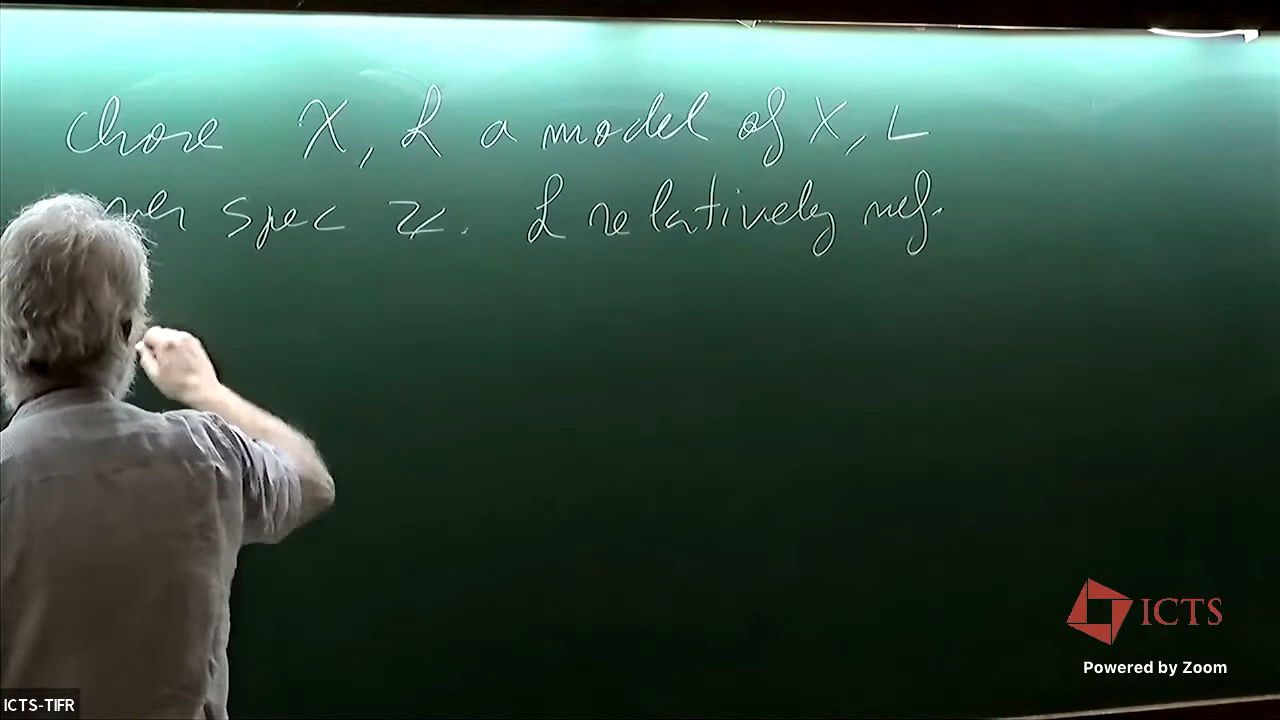 chose X, L a model of X, L
over spec Z. L relatively nef.
ICTS
Powered by Zoom
ICTS-TIFR